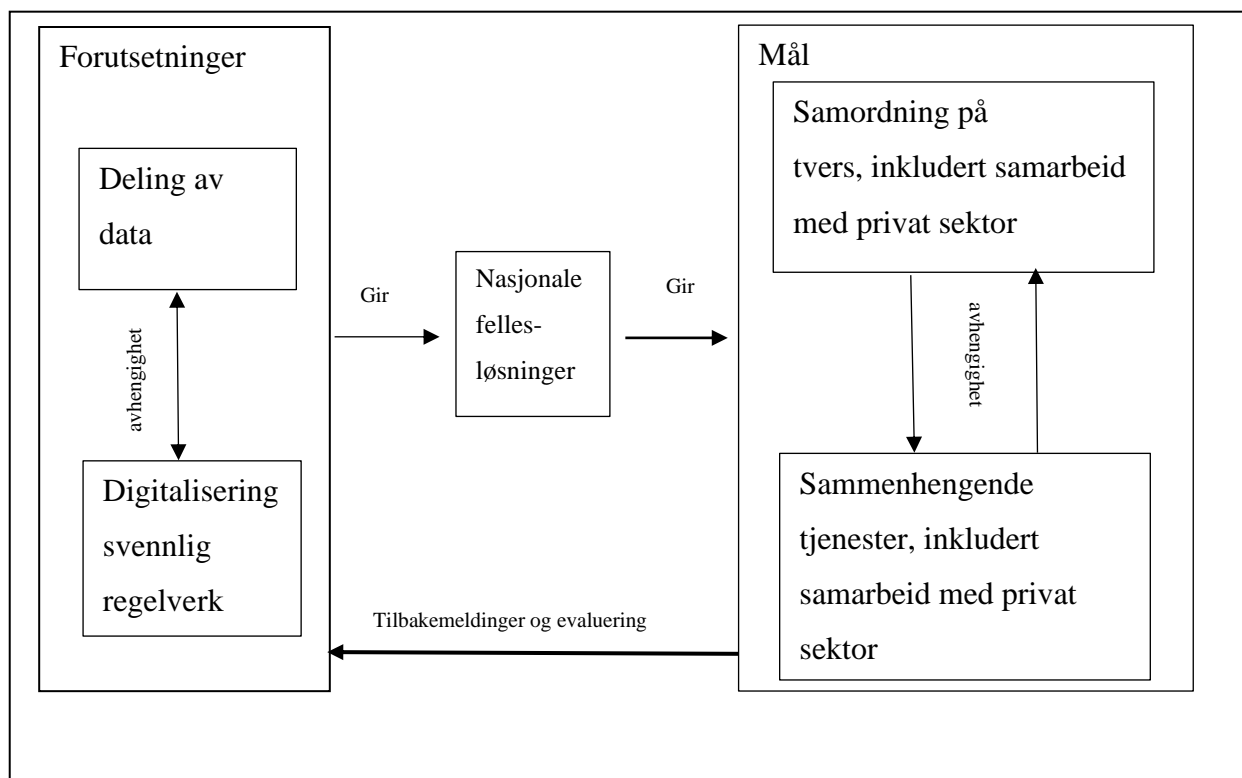 Forutsetninger
Deling av
data
avhengighet
Digitalisering
svennlig
regelverk
Gir
Nasjonale
felles-
løsninger
Gir
Mål
Samordning på
tvers, inkludert samarbeid
med privat sektor
avhengighet
Sammenhengende
tjenester, inkludert
samarbeid med privat
sektor
Tilbakemeldinger og evaluering